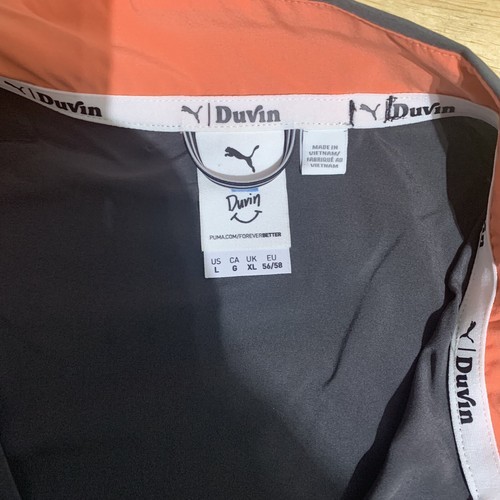 Duvin
Duvin
Duvin
MADE IN
VIETNAM/
FABRIQUÉ AU
VIETNAM
Duvin
PUMA.COM/FOREVERBETTER
US CA UK EU
L G XL 56/58
Duvin